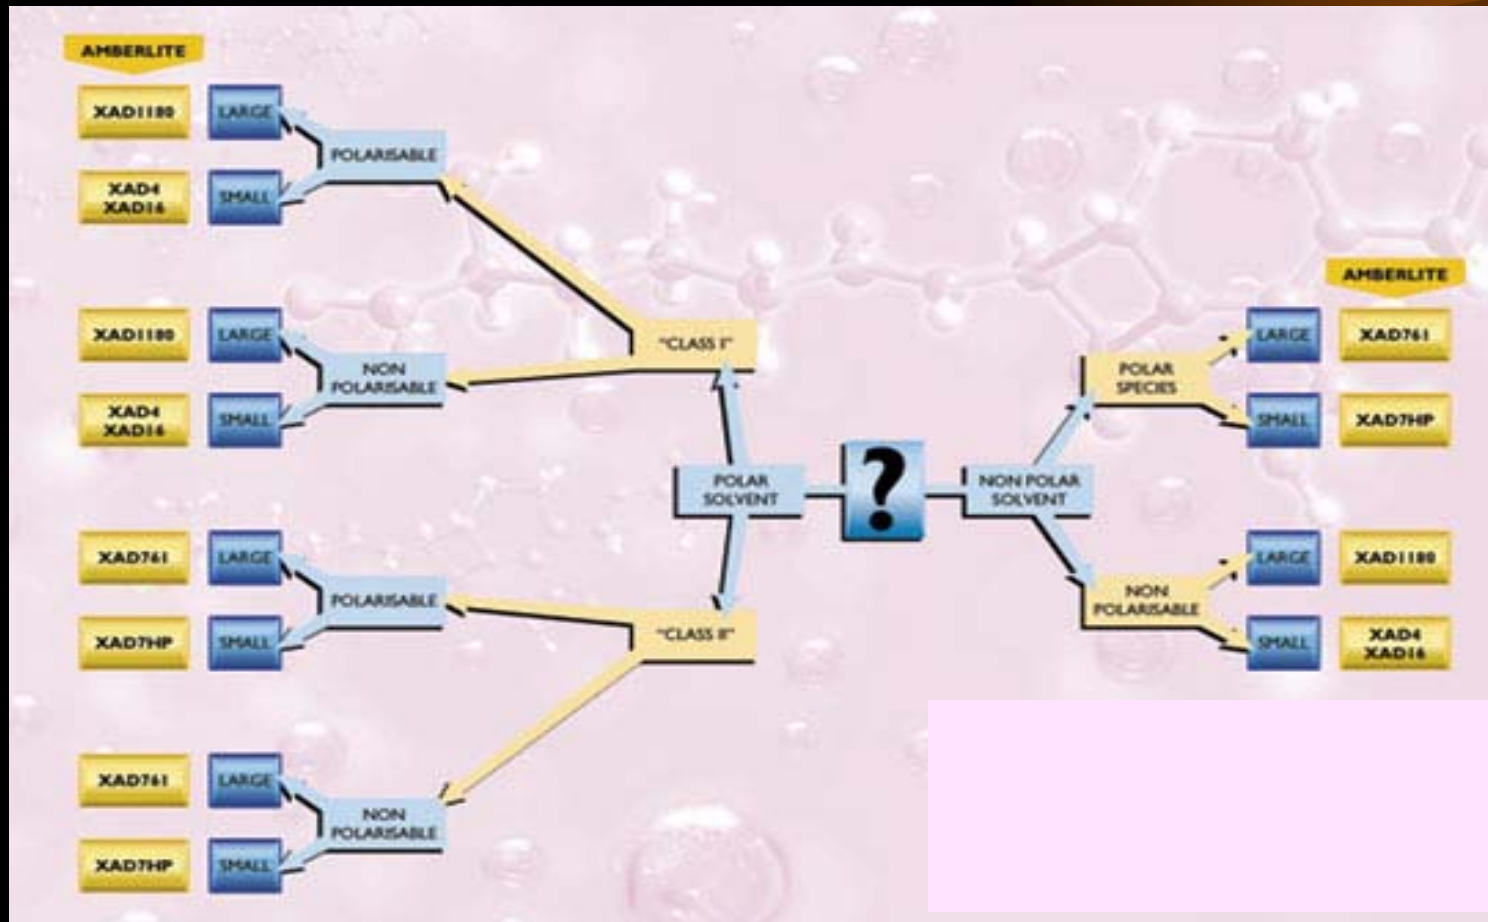 AMBERLITE
XAD1180
LARGE
POLARISABLE
XAD4
XAD16
SMALL
XAD1180
LARGE
NON
POLARISABLE
XAD4
XAD16
SMALL
"CLASS I"
POLAR
SOLVENT
?
NON POLAR
SOLVENT
XAD761
LARGE
POLARISABLE
XAD7HP
SMALL
"CLASS II"
XAD761
LARGE
NON
POLARISABLE
XAD7HP
SMALL
AMBERLITE
LARGE
XAD761
POLAR
SPECIES
SMALL
XAD7HP
LARGE
XAD1180
NON
POLARISABLE
SMALL
XAD4
XAD16